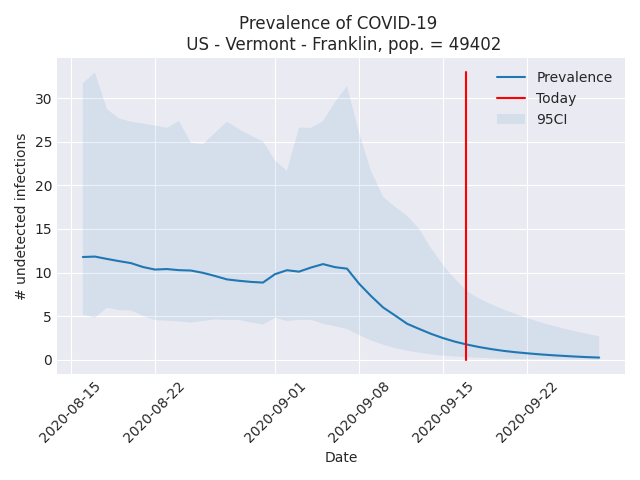 Prevalence of COVID-19
US - Vermont - Franklin, pop. = 49402
Prevalence
Today
95CI
# undetected infections
30
25
20
15
10
5
0
2020-08-15
2020-08-22
2020-09-01
2020-09-08
2020-09-15
2020-09-22
Date